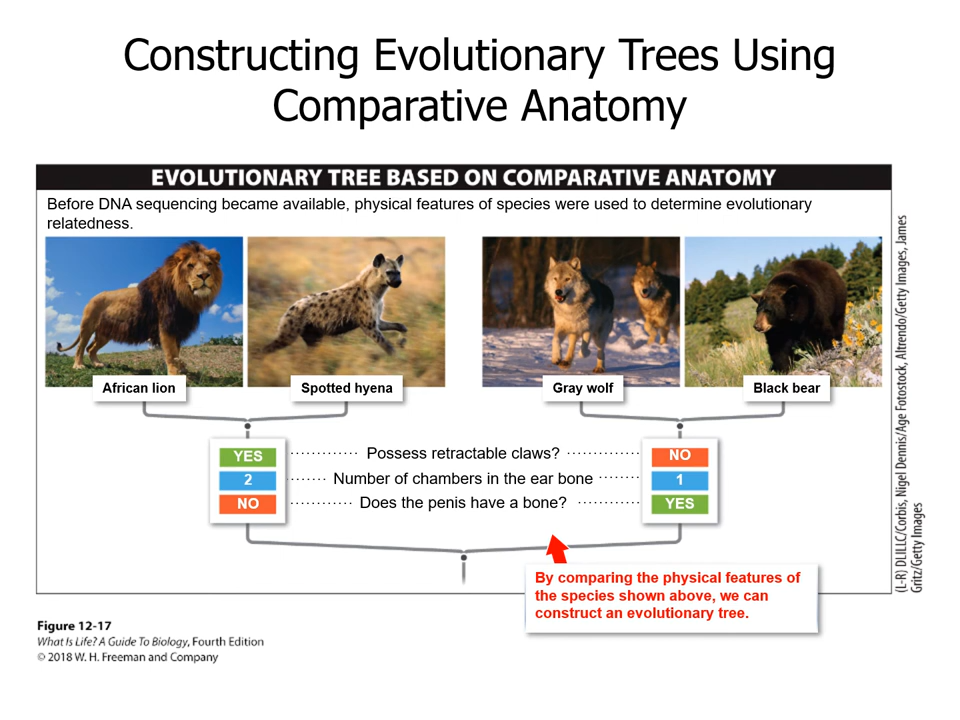 Constructing Evolutionary Trees Using
Comparative Anatomy
EVOLUTIONARY TREE BASED ON COMPARATIVE ANATOMY
Before DNA sequencing became available, physical features of species were used to determine evolutionary
relatedness.
African lion
Spotted hyena
Gray wolf
Black bear
YES Possess retractable claws? NO
2 Number of chambers in the ear bone 1
NO Does the penis have a bone? YES
By comparing the physical features of
the species shown above, we can
construct an evolutionary tree.
(L-R) DLILLC/Corbis, Nigel Dennis/Age Fotostock, Altrendo/Getty Images, James
Gritz/Getty Images
Figure 12-17
What Is Life? A Guide To Biology, Fourth Edition
© 2018 W. H. Freeman and Company